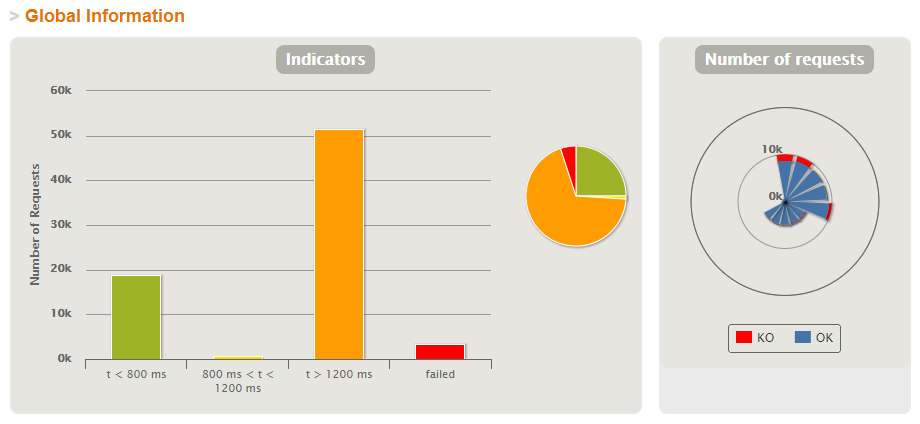 > Global Information
Indicators
60k
50k
40k
30k
20k
10k
0k
Number of Requests
t < 800 ms
800 ms < t <
1200 ms
t > 1200 ms
failed
Number of requests
10k
0k
KO
OK